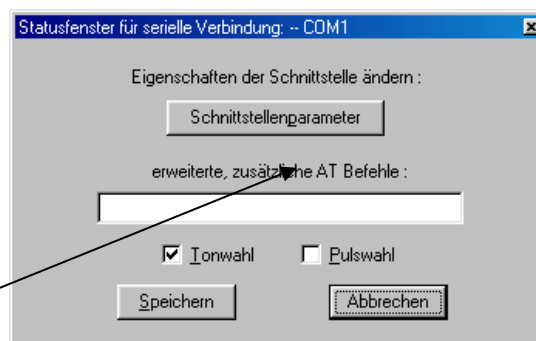 Statusfenster für serielle Verbindung: -- COM1
Eigenschaften der Schnittstelle ändern :
Schnittstellenparameter
erweiterte, zusätzliche AT Befehle :
Tonwahl Pulswahl
Speichern Abbrechen